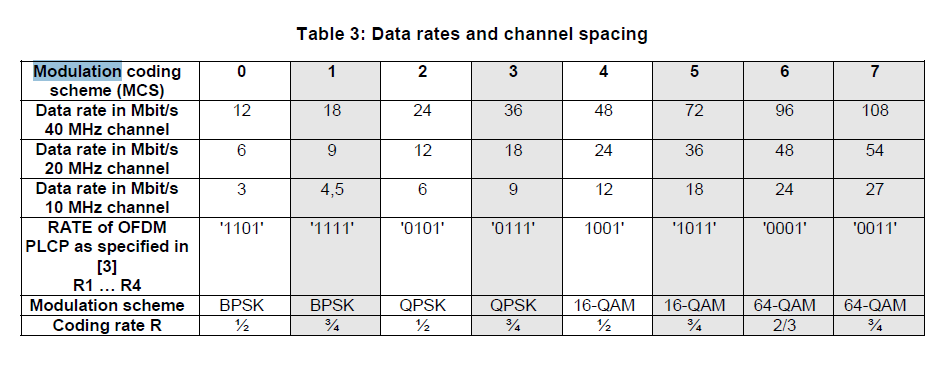 Table 3: Data rates and channel spacing
Modulation coding 0 1 2 3 4 5 6 7
scheme (MCS)
Data rate in Mbit/s 12 18 24 36 48 72 96 108
40 MHz channel
Data rate in Mbit/s 6 9 12 18 24 36 48 54
20 MHz channel
Data rate in Mbit/s 3 4,5 6 9 12 18 24 27
10 MHz channel
RATE of OFDM '1101' '1111' '0101' '0111' 1001' '1011' '0001' '0011'
PLCP as specified in
[3]
R1 … R4
Modulation scheme BPSK BPSK QPSK QPSK 16-QAM 16-QAM 64-QAM 64-QAM
Coding rate R ½ ¾ ½ ¾ ½ ¾ 2/3 ¾